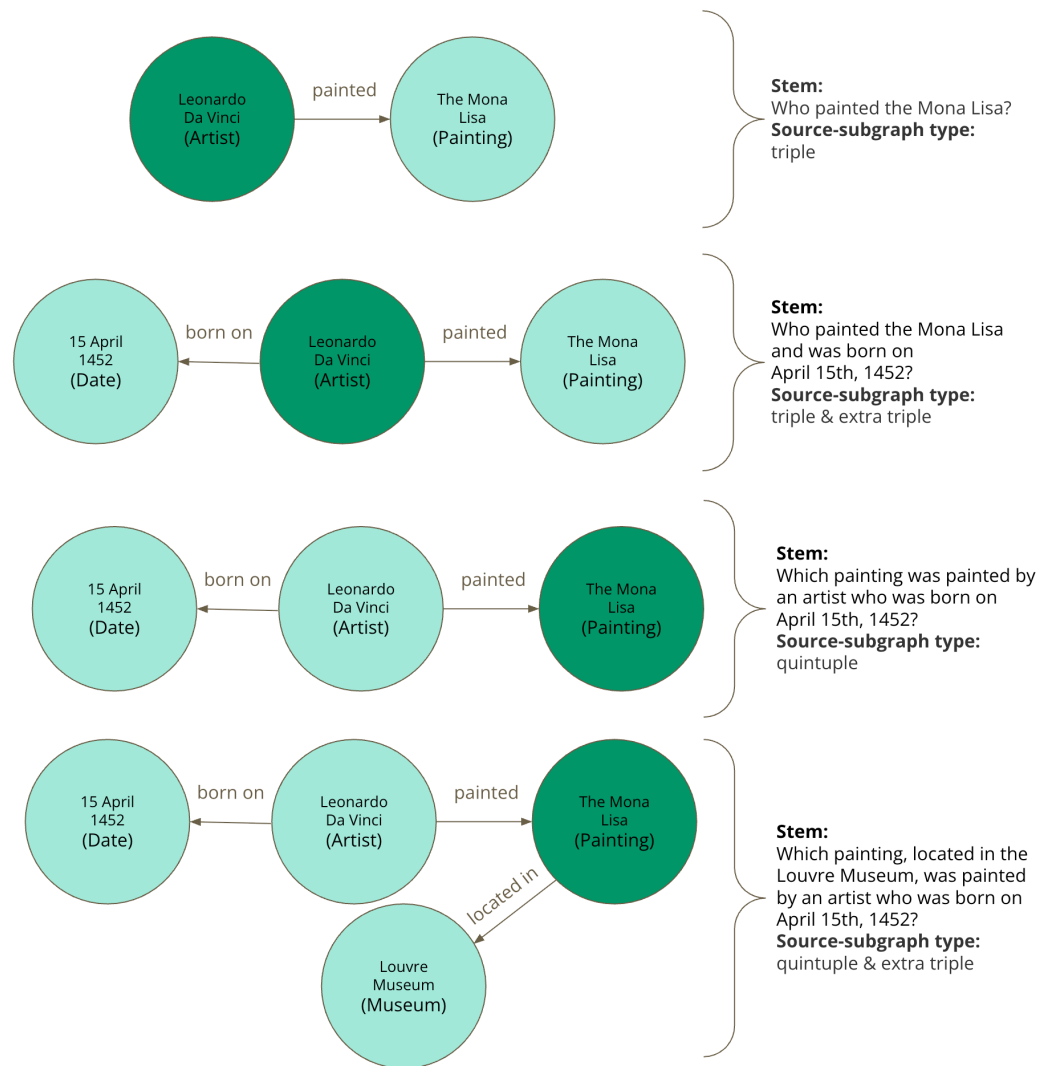 Leonardo
Da Vinci
(Artist)
painted
The Mona
Lisa
(Painting)
Stem:
Who painted the Mona Lisa?
Source-subgraph type:
triple
15 April
1452
(Date)
born on
Leonardo
Da Vinci
(Artist)
painted
The Mona
Lisa
(Painting)
Stem:
Who painted the Mona Lisa
and was born on
April 15th, 1452?
Source-subgraph type:
triple & extra triple
15 April
1452
(Date)
born on
Leonardo
Da Vinci
(Artist)
painted
The Mona
Lisa
(Painting)
Stem:
Which painting was painted by
an artist who was born on
April 15th, 1452?
Source-subgraph type:
quintuple
15 April
1452
(Date)
born on
Leonardo
Da Vinci
(Artist)
painted
The Mona
Lisa
(Painting)
located in
Louvre
Museum
(Museum)
Stem:
Which painting, located in the
Louvre Museum, was painted
by an artist who was born on
April 15th, 1452?
Source-subgraph type:
quintuple & extra triple